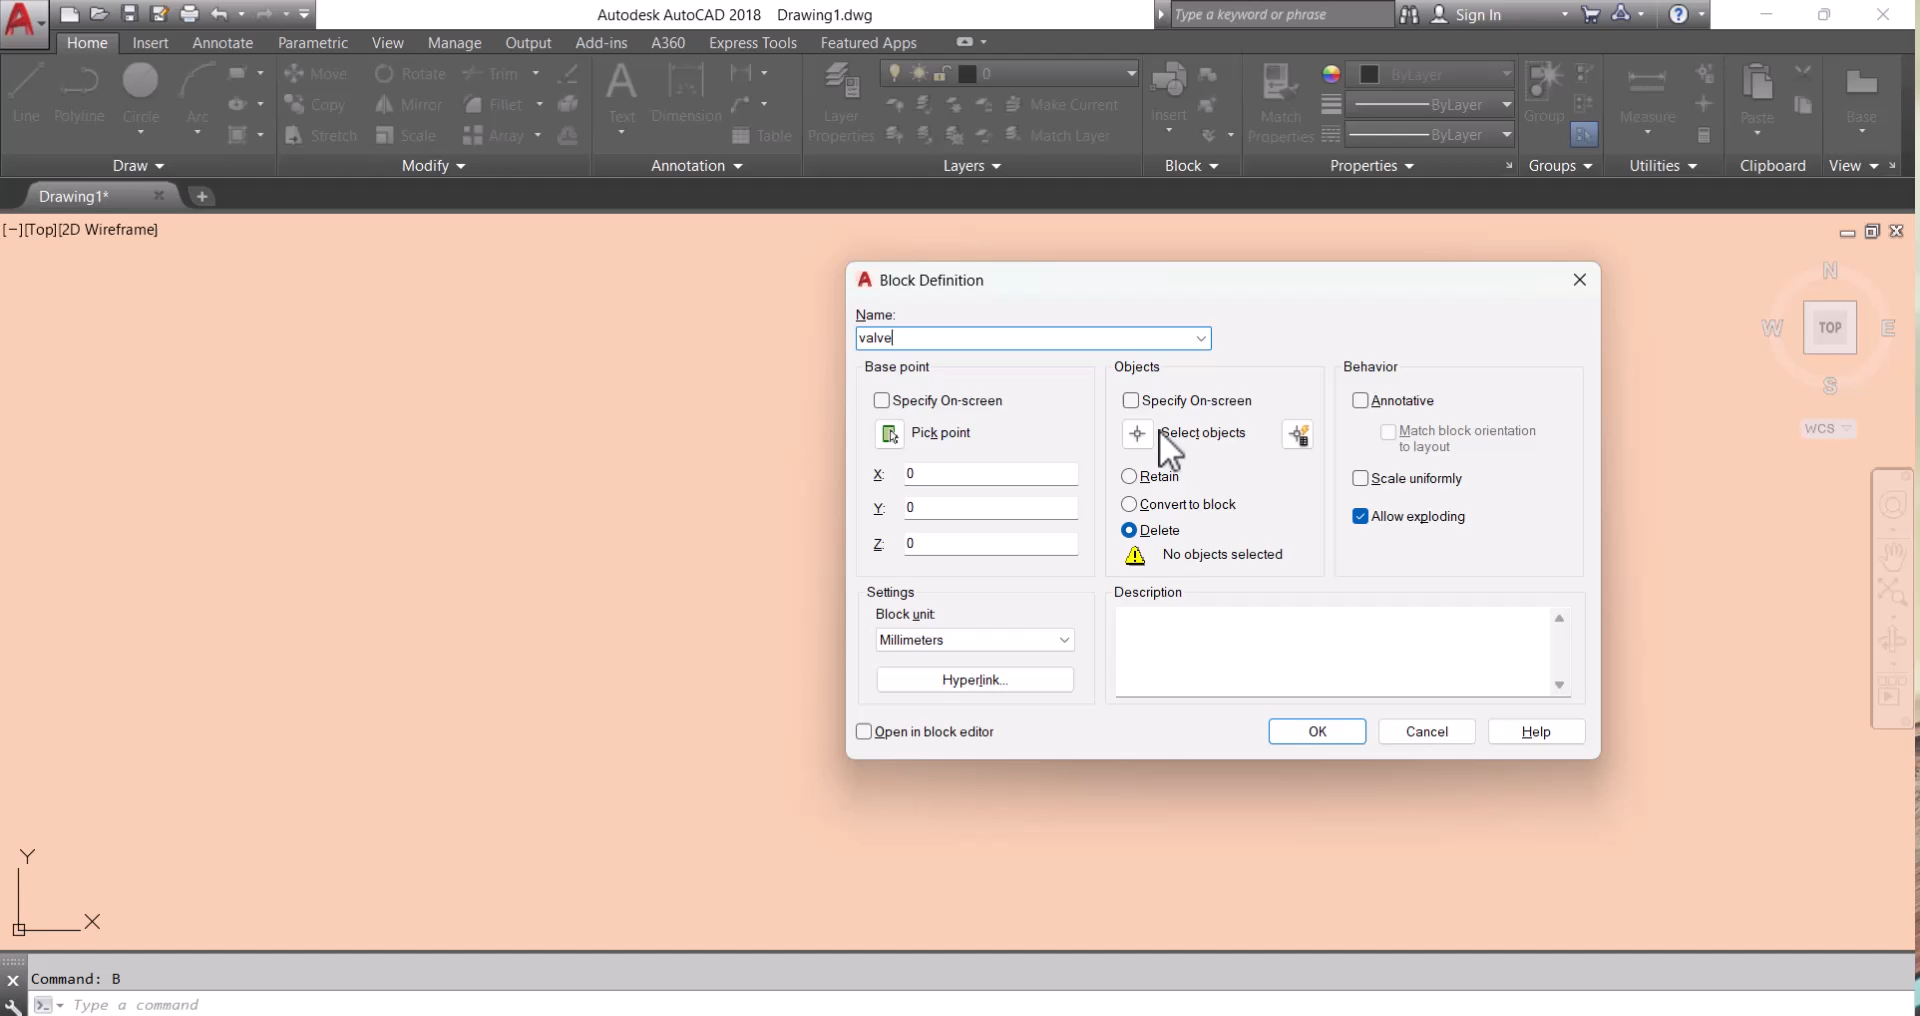 Autodesk AutoCAD 2018 Drawing1.dwg
Type a keyword or phrase
Sign In
Home Insert Annotate Parametric View Manage Output Add-ins A360 Express Tools Featured Apps
Line Polyline Circle Arc
Move Rotate Trim
Copy Mirror Fillet
Stretch Scale Array
Text Dimension
Table
Layer Properties
0
Make Current
Match Layer
Insert
Match Properties
ByLayer
ByLayer
ByLayer
Group
Measure
Paste
Base
Draw Modify Annotation Layers Block Properties Groups Utilities Clipboard View
Drawing1*
[−][Top][2D Wireframe]
N
W TOP E
S
WCS
Block Definition
Name:
valve
Base point
Specify On-screen
Pick point
X: 0
Y: 0
Z: 0
Objects
Specify On-screen
Select objects
Retain
Convert to block
Delete
No objects selected
Behavior
Annotative
Match block orientation
to layout
Scale uniformly
Allow exploding
Settings
Block unit:
Millimeters
Hyperlink...
Description
Open in block editor
OK Cancel Help
Y
X
Command: B
Type a command